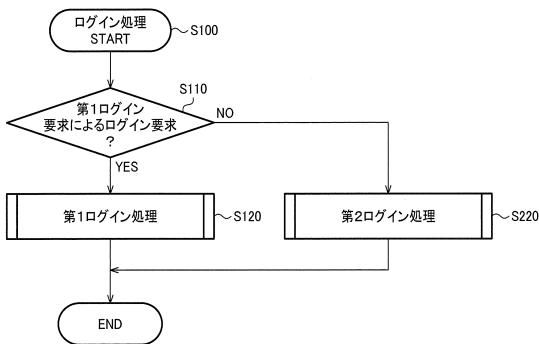 ログイン処理
START
S100
S110
第1ログイン
要求によるログイン要求
?
NO
YES
第1ログイン処理
S120
第2ログイン処理
S220
END